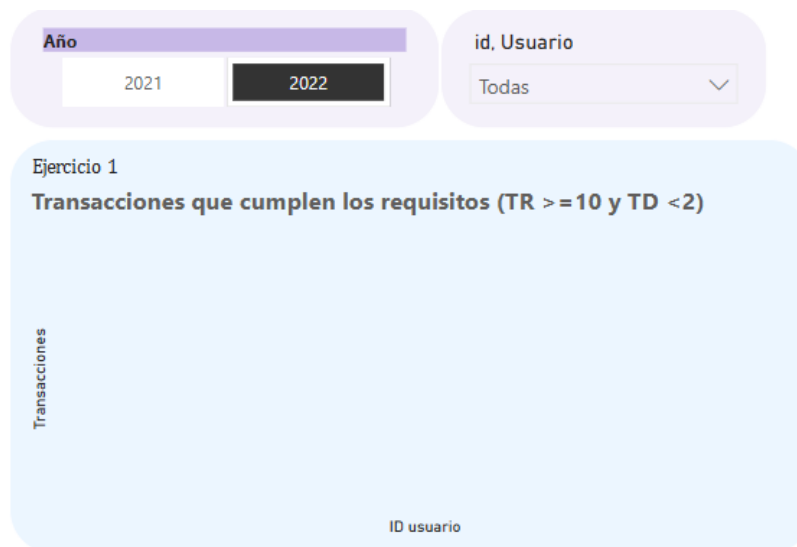 Año
2021
2022
id, Usuario
Todas
Ejercicio 1
Transacciones que cumplen los requisitos (TR >=10 y TD <2)
Transacciones
ID usuario